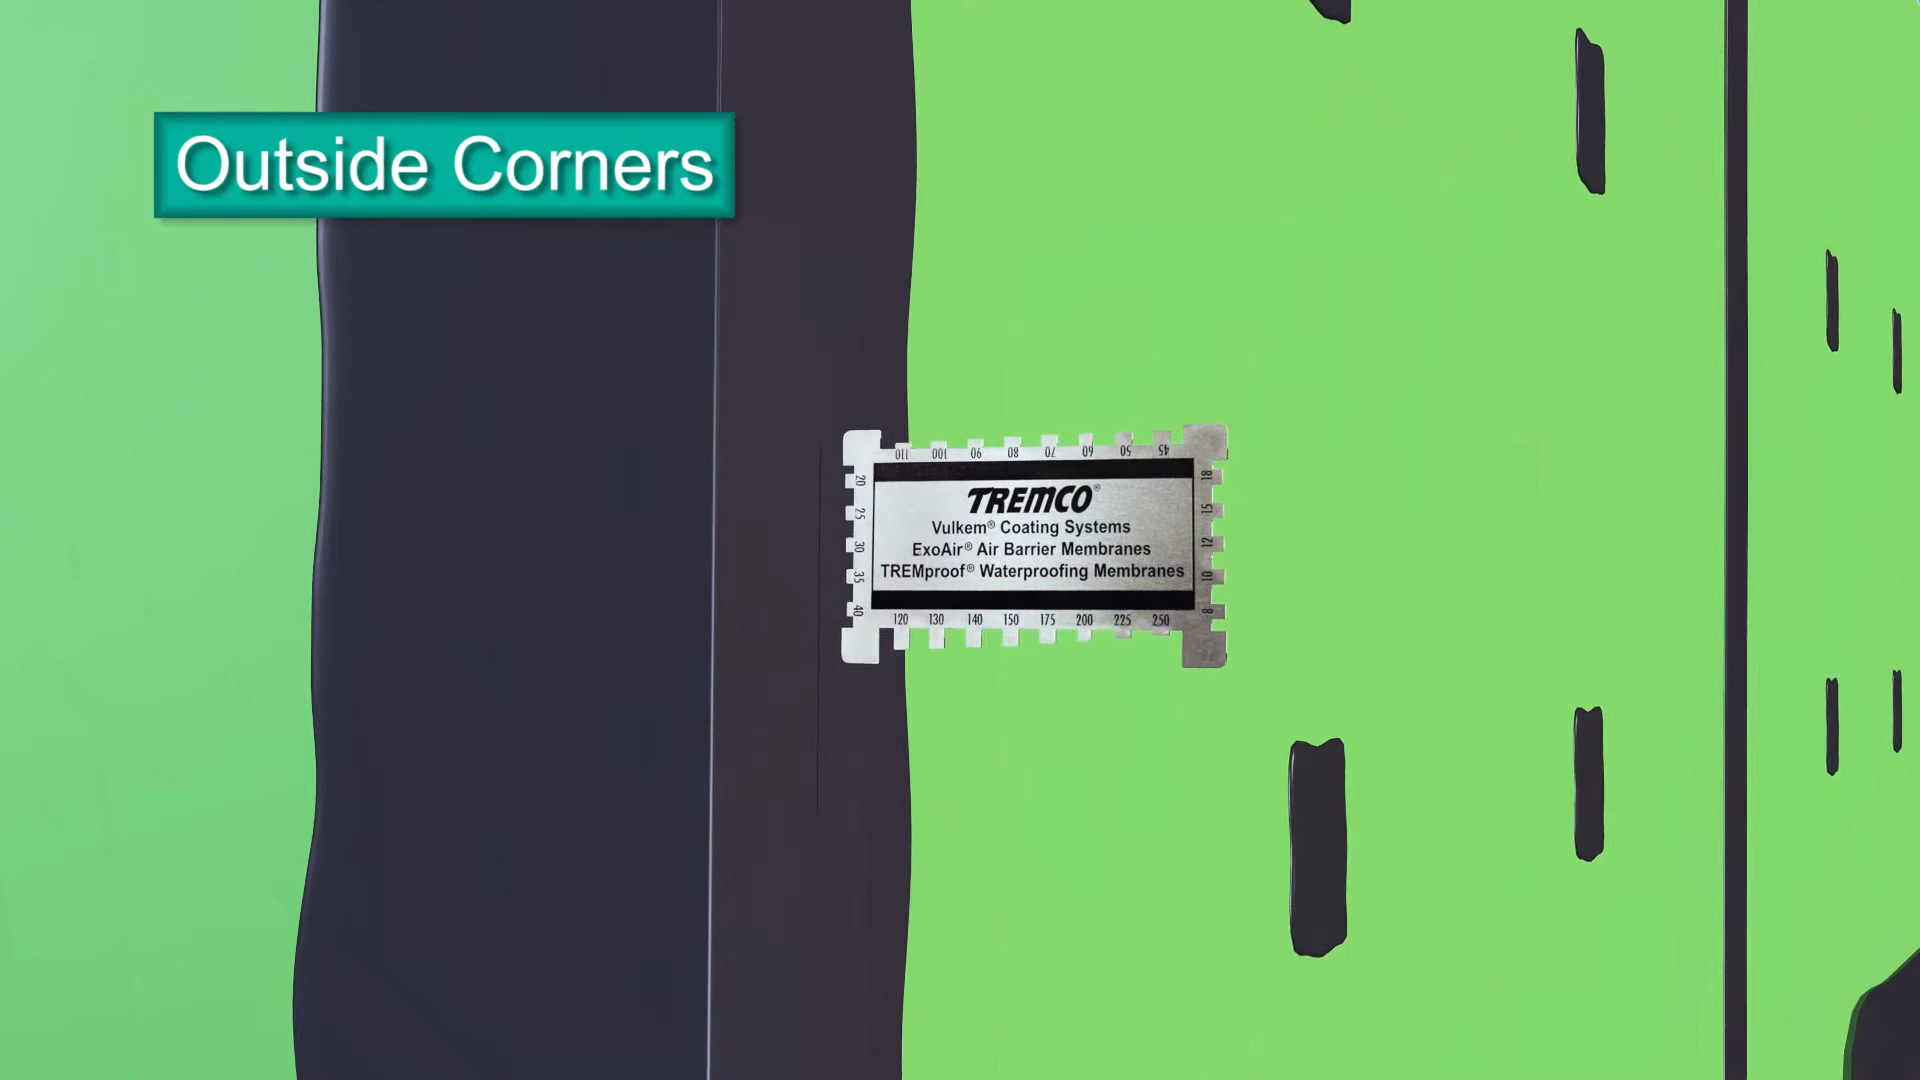 Outside Corners
110 100 90 80 70 60 50 45
20
25
30
35
40
18
15
12
10
8
TREMCO®
Vulkem® Coating Systems
ExoAir® Air Barrier Membranes
TREMproof® Waterproofing Membranes
120 130 140 150 175 200 225 250